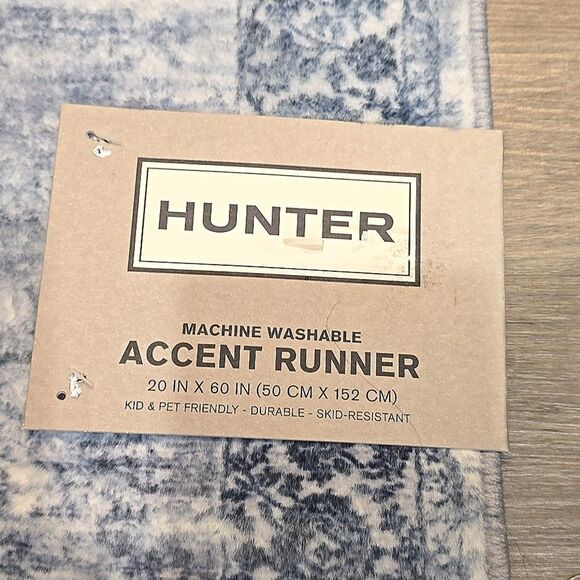 HUNTER
MACHINE WASHABLE
ACCENT RUNNER
20 IN X 60 IN (50 CM X 152 CM)
KID & PET FRIENDLY - DURABLE - SKID-RESISTANT